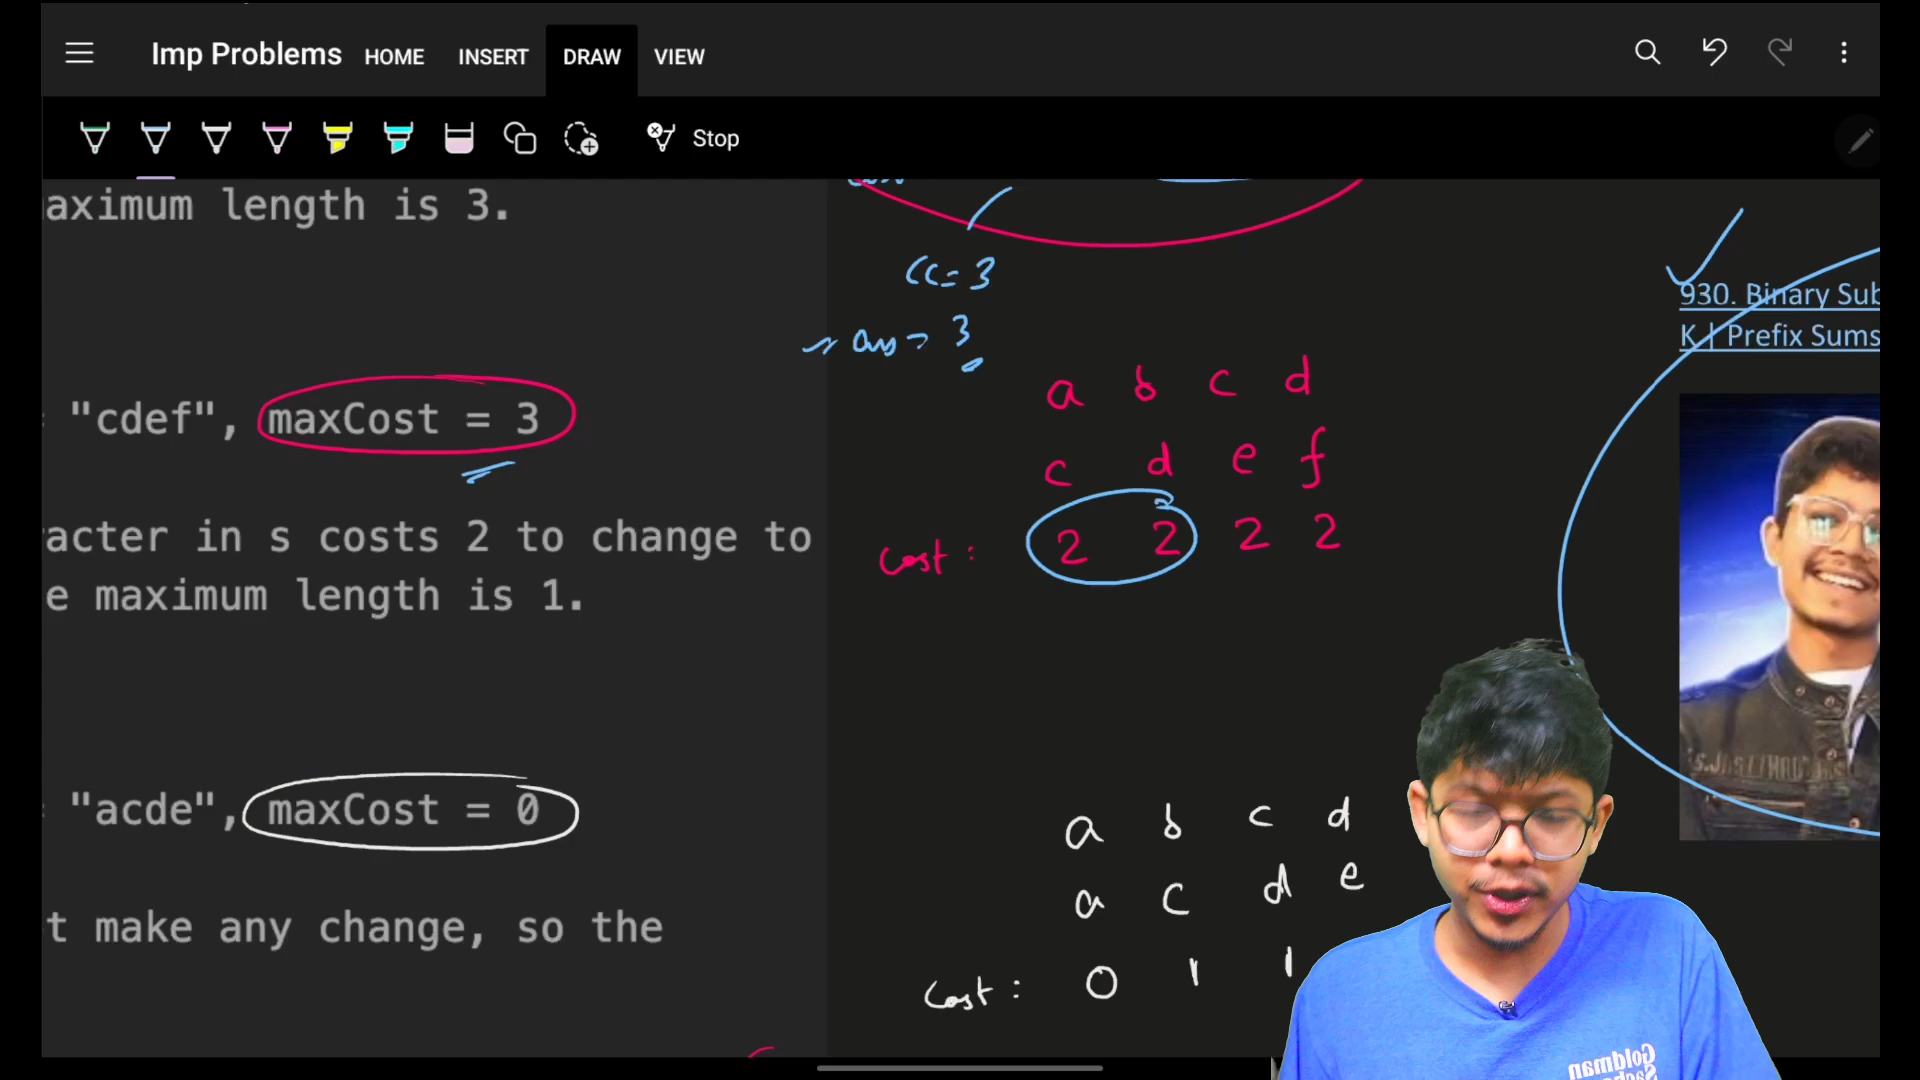 Imp Problems HOME INSERT DRAW VIEW
Stop
aximum length is 3.
CC = 3
ans = 3
"cdef", maxCost = 3
acter in s costs 2 to change to
e maximum length is 1.
"acde", maxCost = 0
t make any change, so the
a b c d
c d e f
Cost : 2 2 2 2
a b c d
a c d e
Cost : 0 1 1
930. Binary Sub
K | Prefix Sums
Goldman